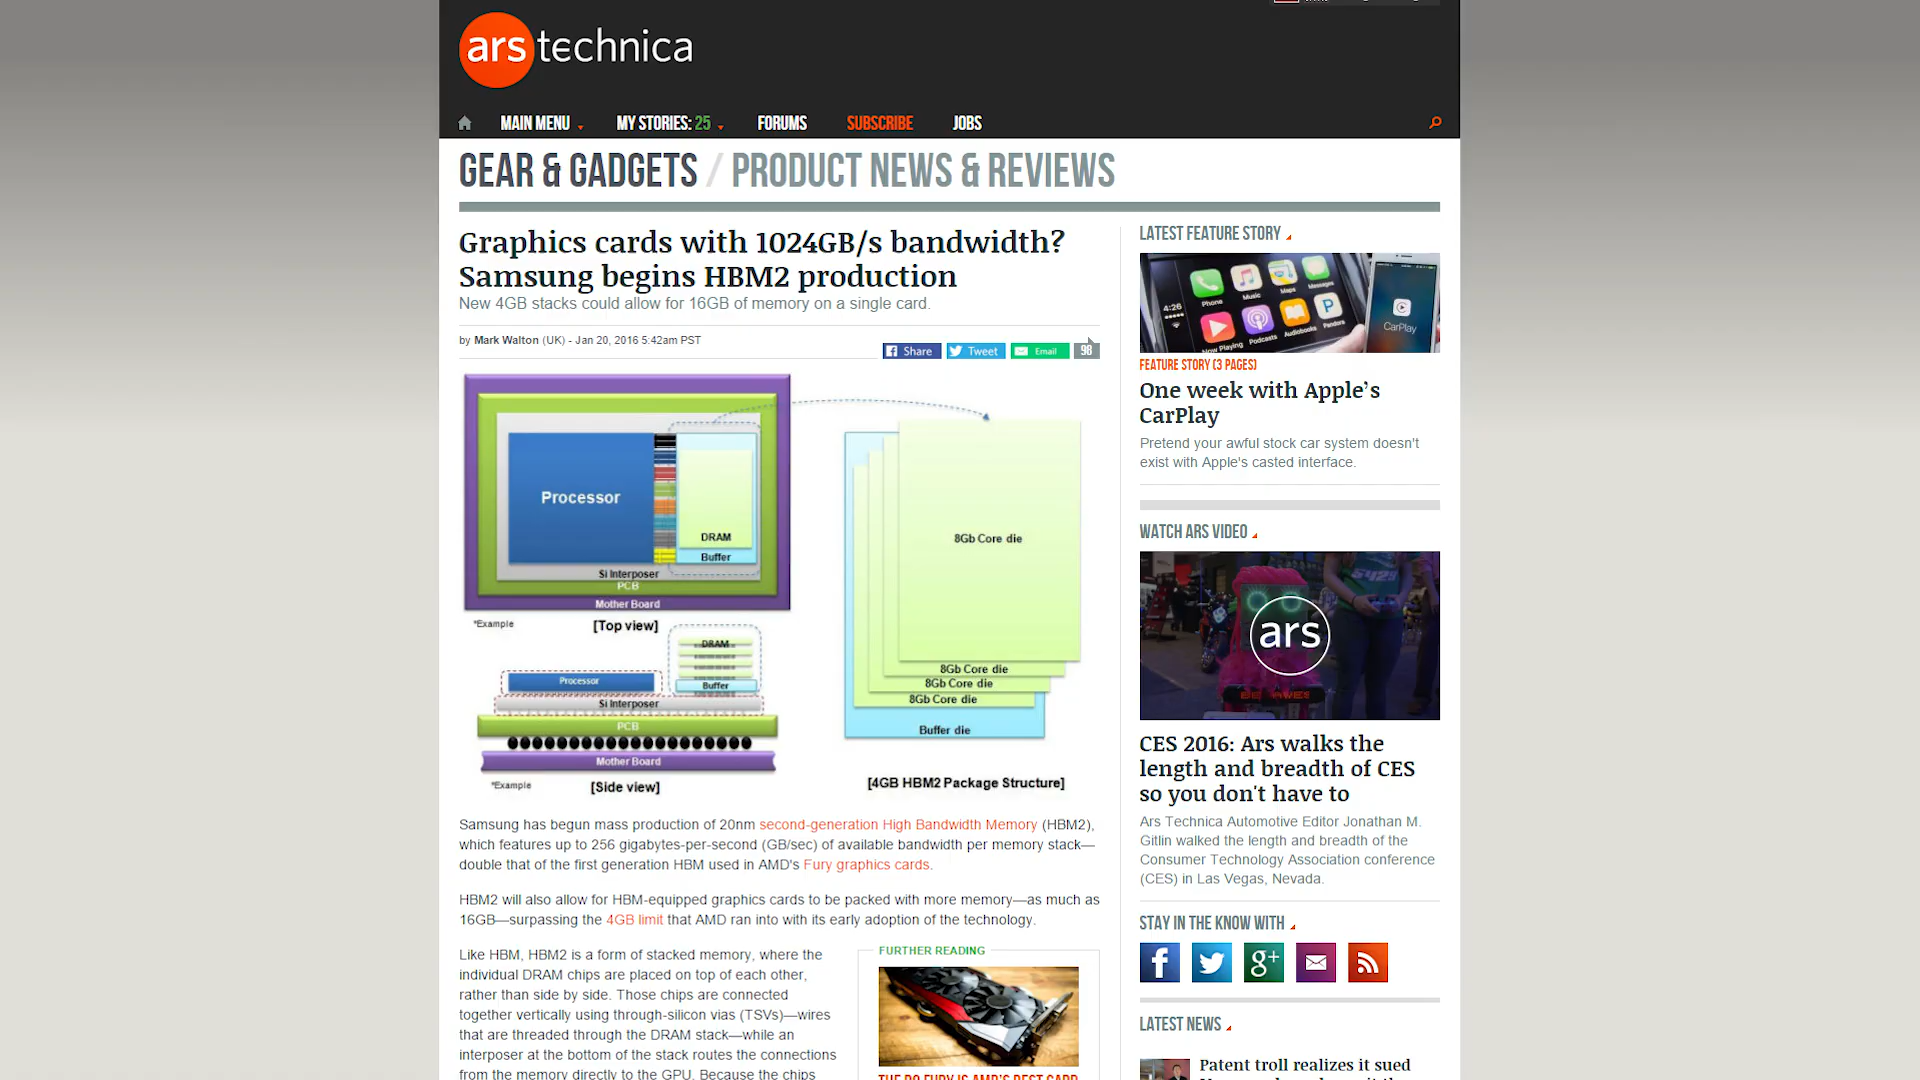 ars technica
MAIN MENU
MY STORIES: 25
FORUMS
SUBSCRIBE
JOBS
GEAR & GADGETS / PRODUCT NEWS & REVIEWS
Graphics cards with 1024GB/s bandwidth?
Samsung begins HBM2 production
New 4GB stacks could allow for 16GB of memory on a single card.
by Mark Walton (UK) - Jan 20, 2016 5:42am PST
Share
Tweet
Email
98
Processor
DRAM
Buffer
Si Interposer
PCB
Mother Board
*Example
[Top view]
DRAM
Processor
Buffer
Si Interposer
PCB
Mother Board
*Example
[Side view]
8Gb Core die
8Gb Core die
8Gb Core die
8Gb Core die
Buffer die
[4GB HBM2 Package Structure]
Samsung has begun mass production of 20nm second-generation High Bandwidth Memory (HBM2),
which features up to 256 gigabytes-per-second (GB/sec) of available bandwidth per memory stack—
double that of the first generation HBM used in AMD's Fury graphics cards.
HBM2 will also allow for HBM-equipped graphics cards to be packed with more memory—as much as
16GB—surpassing the 4GB limit that AMD ran into with its early adoption of the technology.
Like HBM, HBM2 is a form of stacked memory, where the
individual DRAM chips are placed on top of each other,
rather than side by side. Those chips are connected
together vertically using through-silicon vias (TSVs)—wires
that are threaded through the DRAM stack—while an
interposer at the bottom of the stack routes the connections
from the memory directly to the GPU. Because the chips
FURTHER READING
THE R9 FURY IS AMD'S BEST CARD
LATEST FEATURE STORY
4:26
Phone
Music
Maps
Messages
Now Playing
Podcasts
Audiobooks
Pandora
CarPlay
FEATURE STORY (3 PAGES)
One week with Apple's
CarPlay
Pretend your awful stock car system doesn't
exist with Apple's casted interface.
WATCH ARS VIDEO
ars
CES 2016: Ars walks the
length and breadth of CES
so you don't have to
Ars Technica Automotive Editor Jonathan M.
Gitlin walked the length and breadth of the
Consumer Technology Association conference
(CES) in Las Vegas, Nevada.
STAY IN THE KNOW WITH
LATEST NEWS
Patent troll realizes it sued